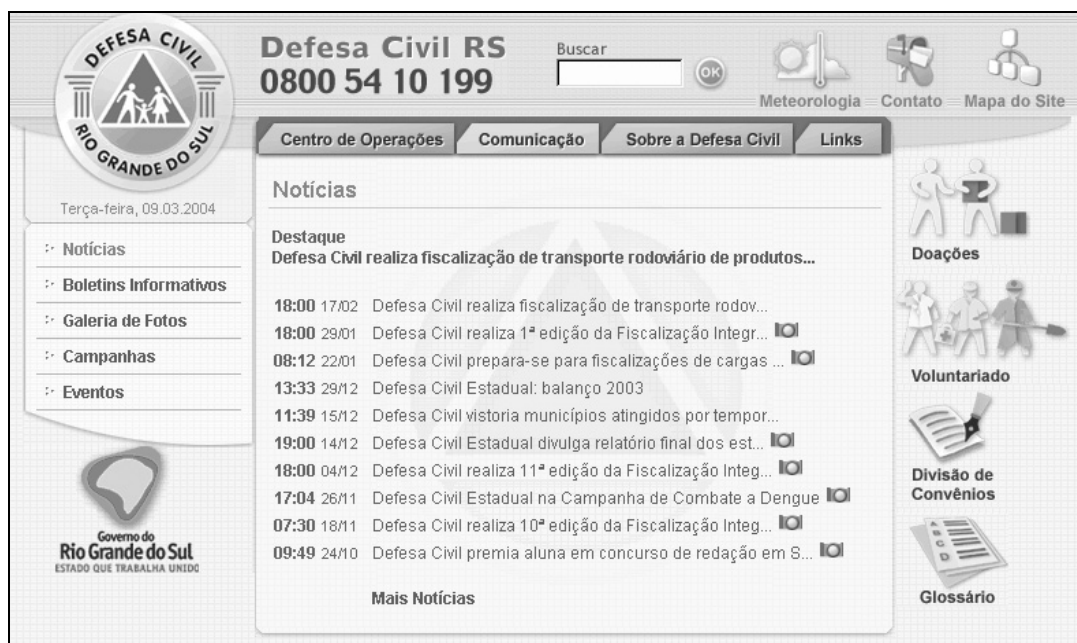 DEFESA CIVIL
RIO GRANDE DO SUL
Defesa Civil RS
0800 54 10 199
Buscar
OK
Meteorologia
Contato
Mapa do Site
Centro de Operações
Comunicação
Sobre a Defesa Civil
Links
Terça-feira, 09.03.2004
Notícias
Boletins Informativos
Galeria de Fotos
Campanhas
Eventos
Governo do
Rio Grande do Sul
ESTADO QUE TRABALHA UNIDO
Notícias
Destaque
Defesa Civil realiza fiscalização de transporte rodoviário de produtos...
18:00 17/02 Defesa Civil realiza fiscalização de transporte rodov...
18:00 29/01 Defesa Civil realiza 1ª edição da Fiscalização Integr...
08:12 22/01 Defesa Civil prepara-se para fiscalizações de cargas ...
13:33 29/12 Defesa Civil Estadual: balanço 2003
11:39 15/12 Defesa Civil vistoria municípios atingidos por tempor...
19:00 14/12 Defesa Civil Estadual divulga relatório final dos est...
18:00 04/12 Defesa Civil realiza 11ª edição da Fiscalização Integ...
17:04 26/11 Defesa Civil Estadual na Campanha de Combate a Dengue
07:30 18/11 Defesa Civil realiza 10ª edição da Fiscalização Integ...
09:49 24/10 Defesa Civil premia aluna em concurso de redação em S...
Mais Notícias
Doações
Voluntariado
Divisão de
Convênios
A
B
C
D
Glossário